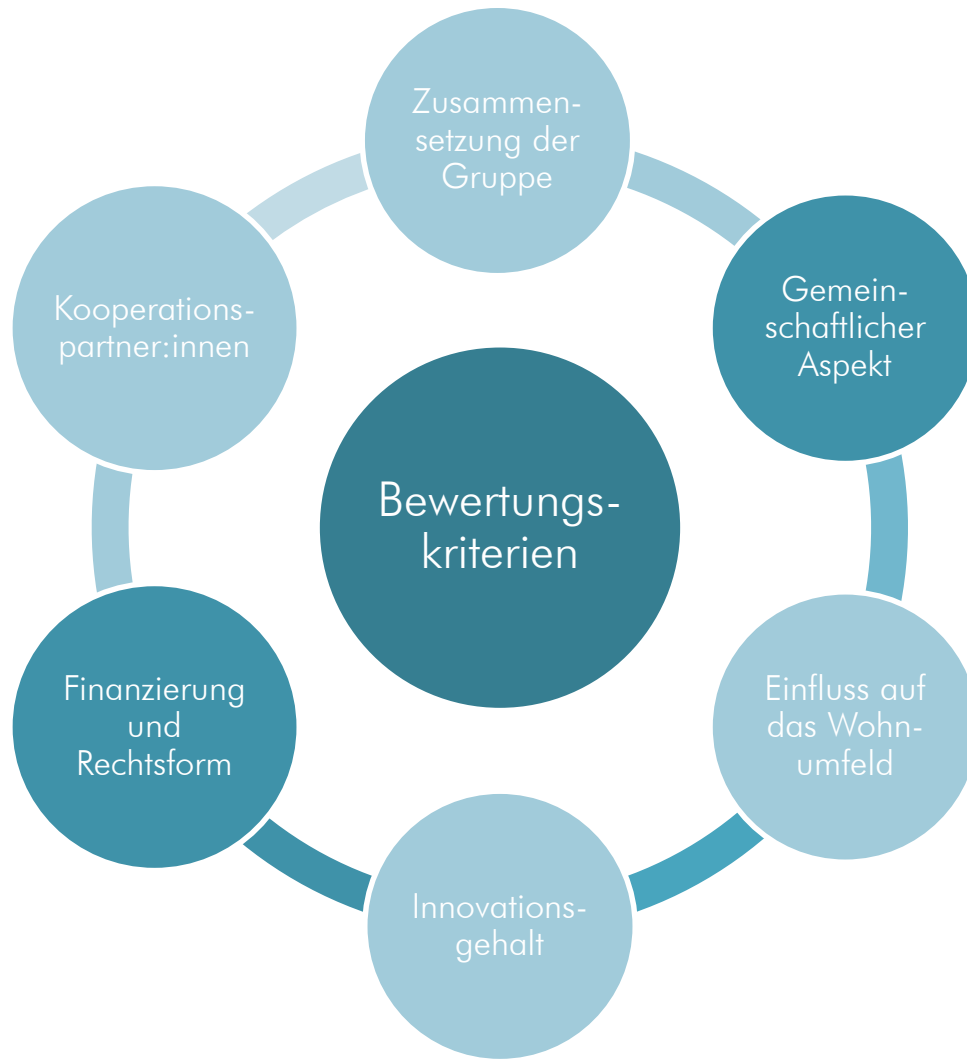 Zusammen-
setzung der
Gruppe
Gemein-
schaftlicher
Aspekt
Einfluss auf
das Wohn-
umfeld
Innovations-
gehalt
Finanzierung
und
Rechtsform
Kooperations-
partner:innen
Bewertungs-
kriterien